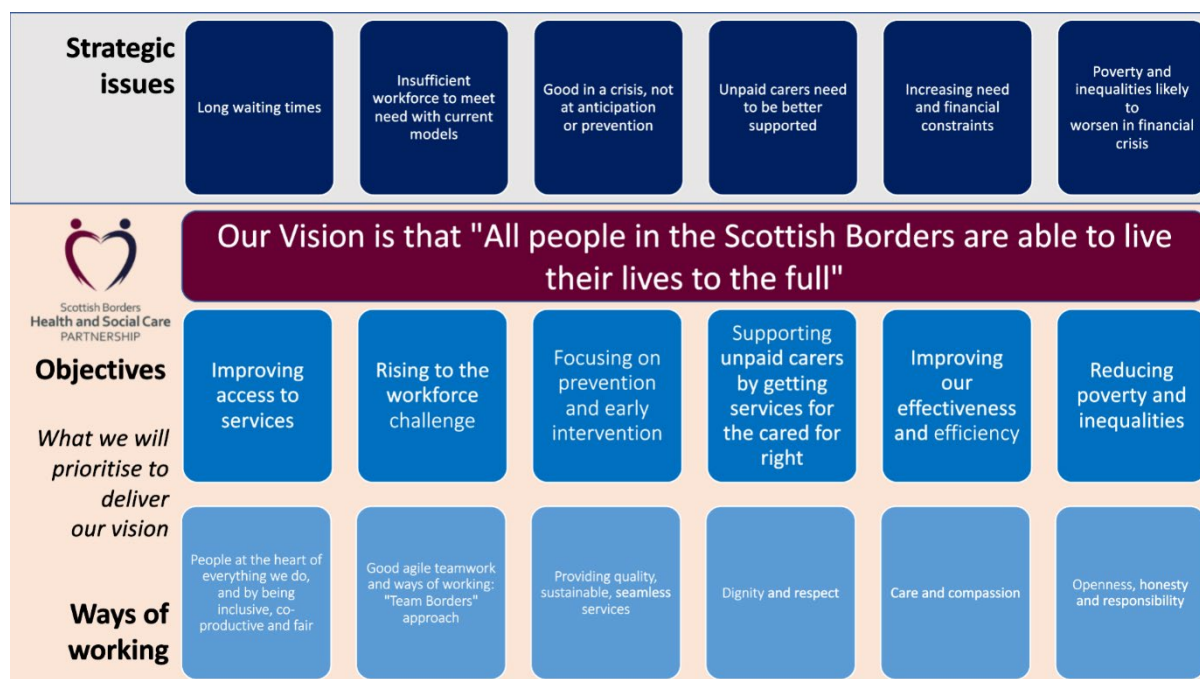 Strategic
issues
Long waiting times
Insufficient
workforce to meet
need with current
models
Good in a crisis, not
at anticipation
or prevention
Unpaid carers need
to be better
supported
Increasing need
and financial
constraints
Poverty and
inequalities likely
to
worsen in financial
crisis
Our Vision is that "All people in the Scottish Borders are able to live
their lives to the full"
Scottish Borders
Health and Social Care
PARTNERSHIP
Objectives
What we will
prioritise to
deliver
our vision
Improving
access to
services
Rising to the
workforce
challenge
Focusing on
prevention
and early
intervention
Supporting
unpaid carers
by getting
services for
the cared for
right
Improving
our
effectiveness
and efficiency
Reducing
poverty and
inequalities
Ways of
working
People at the heart of
everything we do,
and by being
inclusive, co-
productive and fair
Good agile teamwork
and ways of working:
"Team Borders"
approach
Providing quality,
sustainable, seamless
services
Dignity and respect
Care and compassion
Openness, honesty
and responsibility